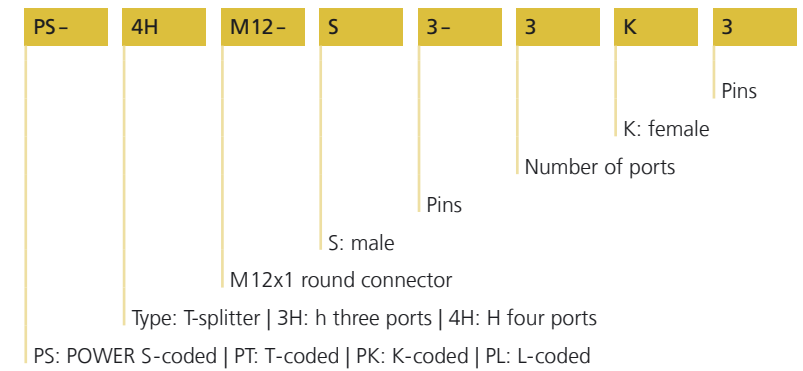 PS– 4H M12– S 3– 3 K 3
Pins
K: female
Number of ports
Pins
S: male
M12x1 round connector
Type: T-splitter | 3H: h three ports | 4H: H four ports
PS: POWER S-coded | PT: T-coded | PK: K-coded | PL: L-coded